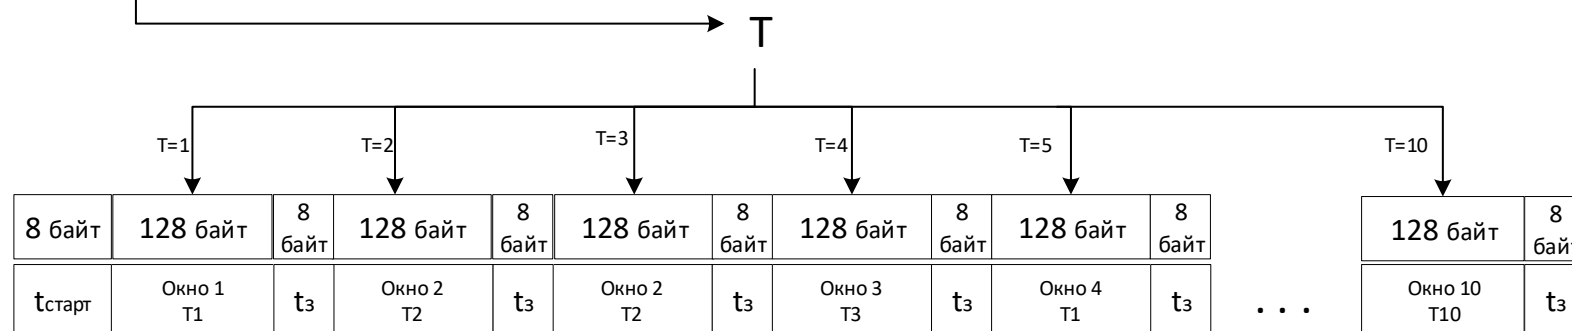 T
T=1
T=2
T=3
T=4
T=5
T=10
8 байт
128 байт
8
байт
128 байт
8
байт
128 байт
8
байт
128 байт
8
байт
128 байт
8
байт
128 байт
8
байт
tстарт
Окно 1
T1
tз
Окно 2
T2
tз
Окно 2
T2
tз
Окно 3
T3
tз
Окно 4
T1
tз
. . .
Окно 10
T10
tз